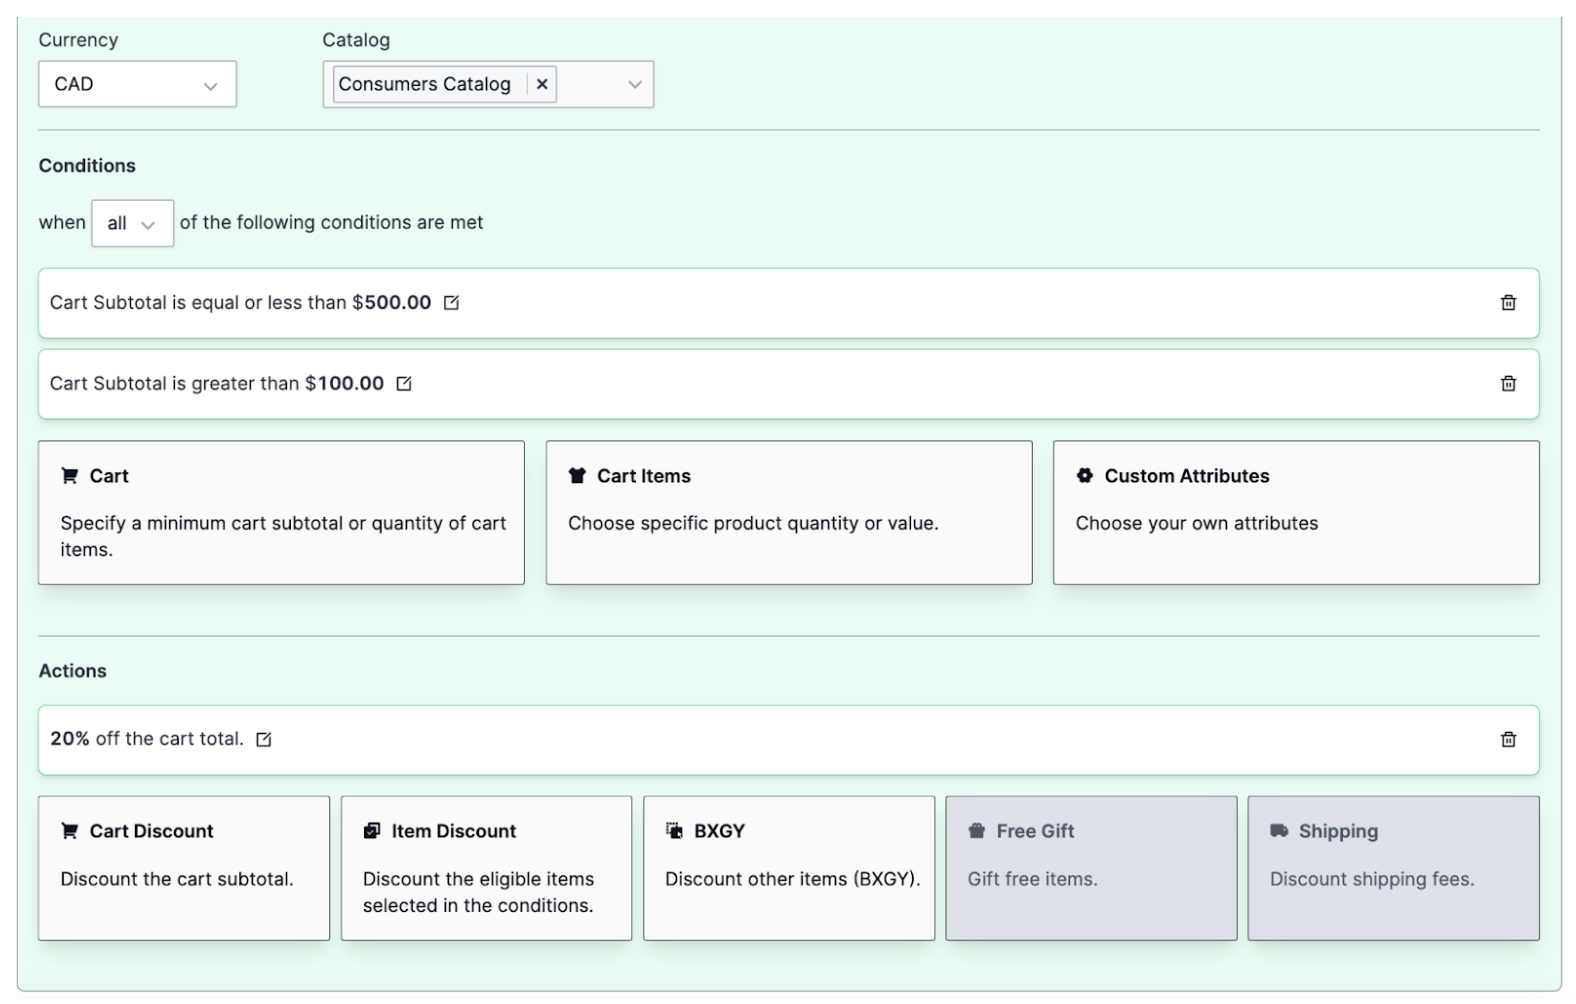 Currency
Catalog
CAD
Consumers Catalog
Conditions
when all of the following conditions are met
Cart Subtotal is equal or less than $500.00
Cart Subtotal is greater than $100.00
Cart
Specify a minimum cart subtotal or quantity of cart
items.
Cart Items
Choose specific product quantity or value.
Custom Attributes
Choose your own attributes
Actions
20% off the cart total.
Cart Discount
Discount the cart subtotal.
Item Discount
Discount the eligible items
selected in the conditions.
BXGY
Discount other items (BXGY).
Free Gift
Gift free items.
Shipping
Discount shipping fees.